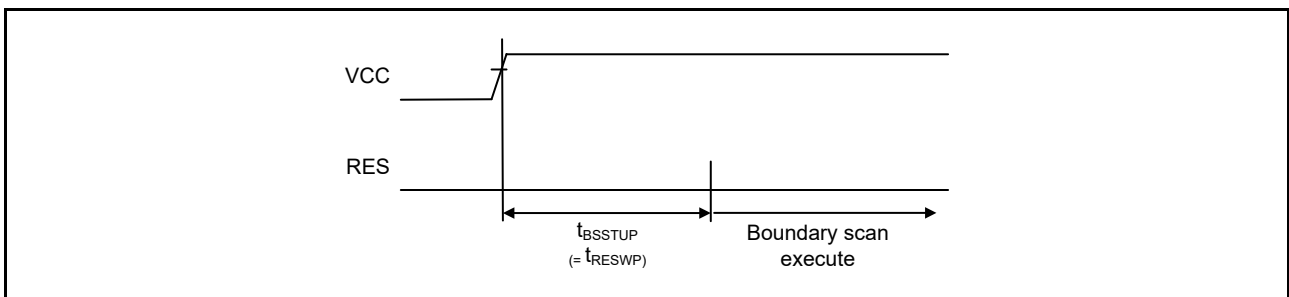 VCC
RES
tBSSTUP
(= tRESWP)
Boundary scan
execute